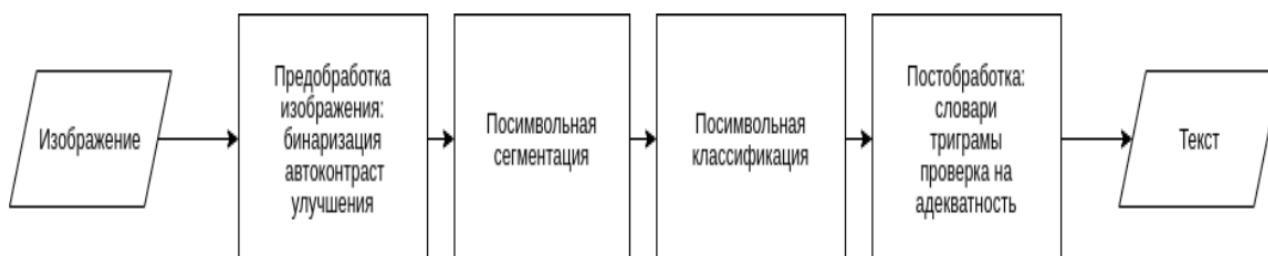 Изображение
Предобработка
изображения:
бинаризация
автоконтраст
улучшения
Посимвольная
сегментация
Посимвольная
классификация
Постобработка:
словари
триграмы
проверка на
адекватность
Текст